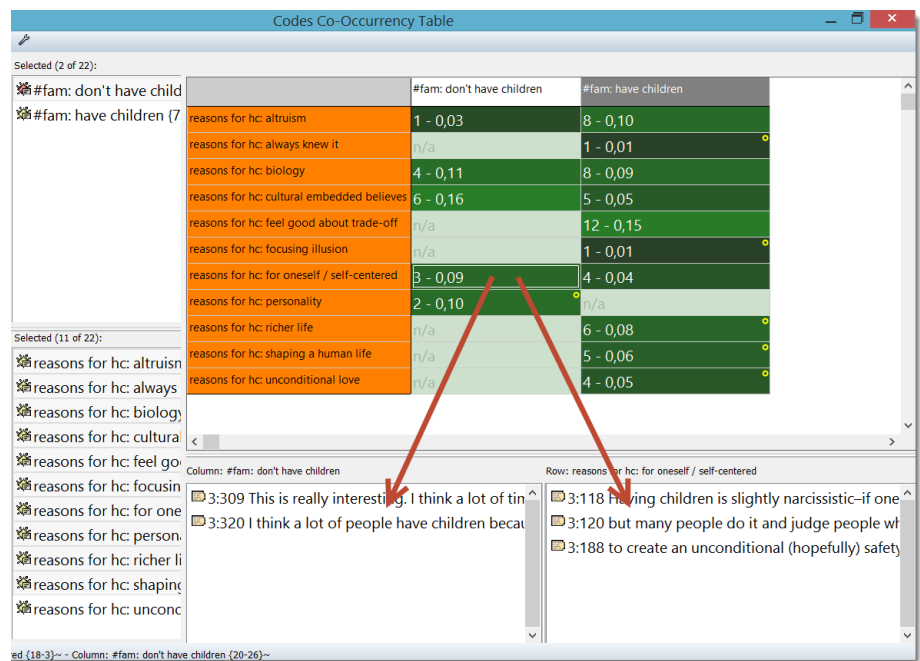 Codes Co-Occurrency Table
Selected (2 of 22):
#fam: don't have child
#fam: have children {7
#fam: don't have children #fam: have children
reasons for hc: altruism 1 - 0,03 8 - 0,10
reasons for hc: always knew it n/a 1 - 0,01
reasons for hc: biology 4 - 0,11 8 - 0,09
reasons for hc: cultural embedded believes 6 - 0,16 5 - 0,05
reasons for hc: feel good about trade-off n/a 12 - 0,15
reasons for hc: focusing illusion n/a 1 - 0,01
reasons for hc: for oneself / self-centered 3 - 0,09 4 - 0,04
reasons for hc: personality 2 - 0,10 n/a
reasons for hc: richer life n/a 6 - 0,08
reasons for hc: shaping a human life n/a 5 - 0,06
reasons for hc: unconditional love n/a 4 - 0,05
Selected (11 of 22):
reasons for hc: altruisn
reasons for hc: always
reasons for hc: biology
reasons for hc: cultural
reasons for hc: feel go
reasons for hc: focusin
reasons for hc: for one
reasons for hc: person
reasons for hc: richer li
reasons for hc: shaping
reasons for hc: uncond
Column: #fam: don't have children
3:309 This is really interesting. I think a lot of tim
3:320 I think a lot of people have children becau
Row: reasons for hc: for oneself / self-centered
3:118 Having children is slightly narcissistic–if one
3:120 but many people do it and judge people wh
3:188 to create an unconditional (hopefully) safety
red {18-3}~ - Column: #fam: don't have children {20-26}~